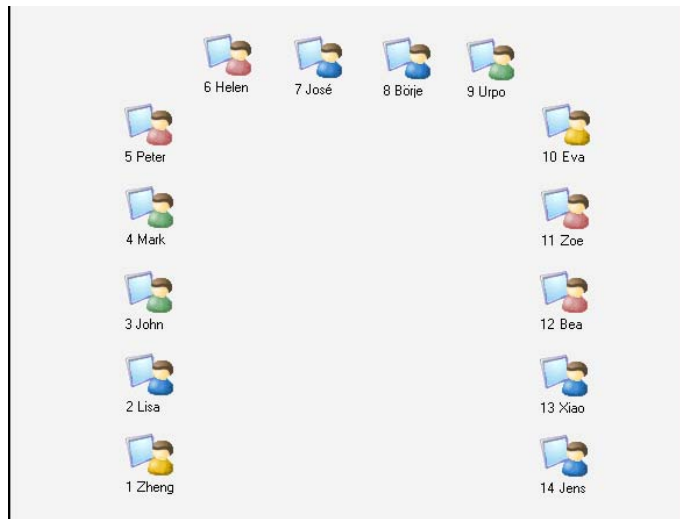 6 Helen
7 José
8 Börje
9 Urpo
5 Peter
10 Eva
4 Mark
11 Zoe
3 John
12 Bea
2 Lisa
13 Xiao
1 Zheng
14 Jens